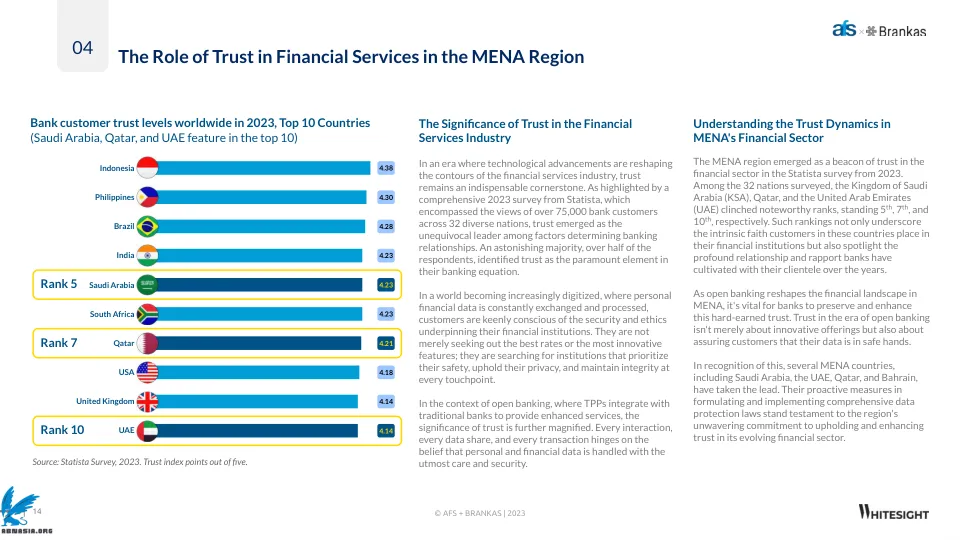 04
The Role of Trust in Financial Services in the MENA Region
afs × Brankas
Bank customer trust levels worldwide in 2023, Top 10 Countries
(Saudi Arabia, Qatar, and UAE feature in the top 10)
Indonesia 4.38
Philippines 4.30
Brazil 4.28
India 4.23
Rank 5 Saudi Arabia 4.23
South Africa 4.23
Rank 7 Qatar 4.21
USA 4.18
United Kingdom 4.14
Rank 10 UAE 4.14
Source: Statista Survey, 2023. Trust index points out of five.
The Significance of Trust in the Financial
Services Industry
In an era where technological advancements are reshaping
the contours of the financial services industry, trust
remains an indispensable cornerstone. As highlighted by a
comprehensive 2023 survey from Statista, which
encompassed the views of over 75,000 bank customers
across 32 diverse nations, trust emerged as the
unequivocal leader among factors determining banking
relationships. An astonishing majority, over half of the
respondents, identified trust as the paramount element in
their banking equation.
In a world becoming increasingly digitized, where personal
financial data is constantly exchanged and processed,
customers are keenly conscious of the security and ethics
underpinning their financial institutions. They are not
merely seeking out the best rates or the most innovative
features; they are searching for institutions that prioritize
their safety, uphold their privacy, and maintain integrity at
every touchpoint.
In the context of open banking, where TPPs integrate with
traditional banks to provide enhanced services, the
significance of trust is further magnified. Every interaction,
every data share, and every transaction hinges on the
belief that personal and financial data is handled with the
utmost care and security.
Understanding the Trust Dynamics in
MENA's Financial Sector
The MENA region emerged as a beacon of trust in the
financial sector in the Statista survey from 2023.
Among the 32 nations surveyed, the Kingdom of Saudi
Arabia (KSA), Qatar, and the United Arab Emirates
(UAE) clinched noteworthy ranks, standing 5th, 7th, and
10th, respectively. Such rankings not only underscore
the intrinsic faith customers in these countries place in
their financial institutions but also spotlight the
profound relationship and rapport banks have
cultivated with their clientele over the years.
As open banking reshapes the financial landscape in
MENA, it's vital for banks to preserve and enhance
this hard-earned trust. Trust in the era of open banking
isn't merely about innovative offerings but also about
assuring customers that their data is in safe hands.
In recognition of this, several MENA countries,
including Saudi Arabia, the UAE, Qatar, and Bahrain,
have taken the lead. Their proactive measures in
formulating and implementing comprehensive data
protection laws stand testament to the region's
unwavering commitment to upholding and enhancing
trust in its evolving financial sector.
14
ABNASIA.ORG
© AFS + BRANKAS | 2023
WHITESIGHT